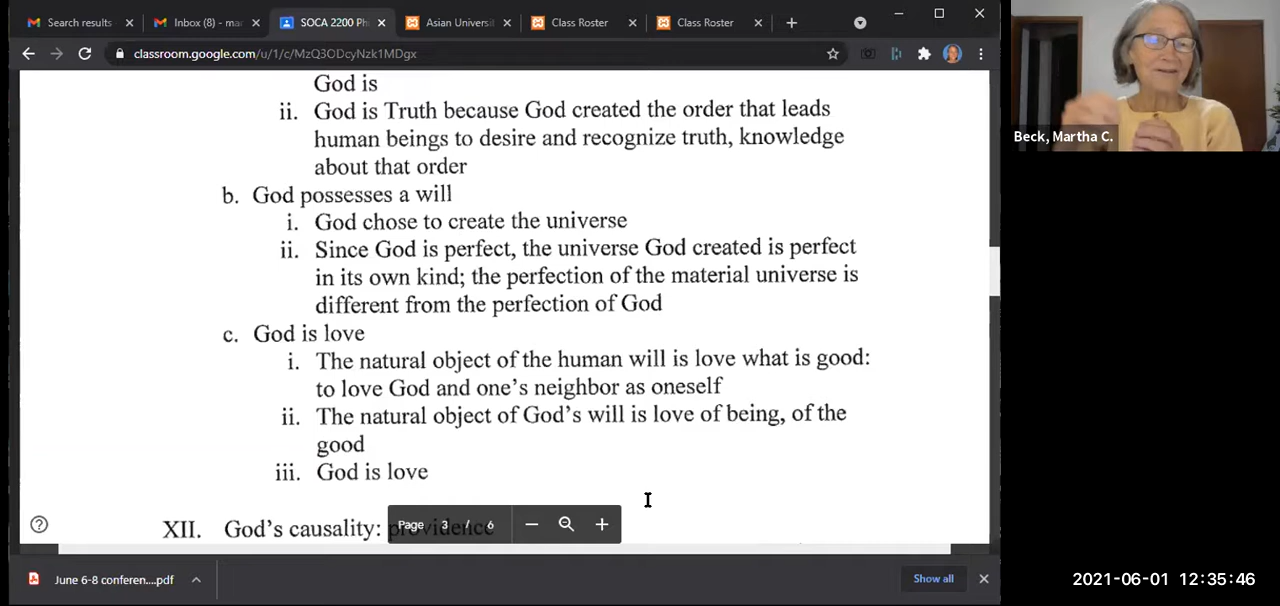 Search results
Inbox (8) - ma
SOCA 2200 Ph
Asian Universit
Class Roster
Class Roster
classroom.google.com/u/1/c/MzQ3ODcyNzk1MDgx
God is
ii. God is Truth because God created the order that leads
human beings to desire and recognize truth, knowledge
about that order
b. God possesses a will
i. God chose to create the universe
ii. Since God is perfect, the universe God created is perfect
in its own kind; the perfection of the material universe is
different from the perfection of God
c. God is love
i. The natural object of the human will is love what is good:
to love God and one's neighbor as oneself
ii. The natural object of God's will is love of being, of the
good
iii. God is love
XII. God's causality: providence
Page 3 / 6
June 6-8 conferen....pdf
Show all
Beck, Martha C.
2021-06-01 12:35:46